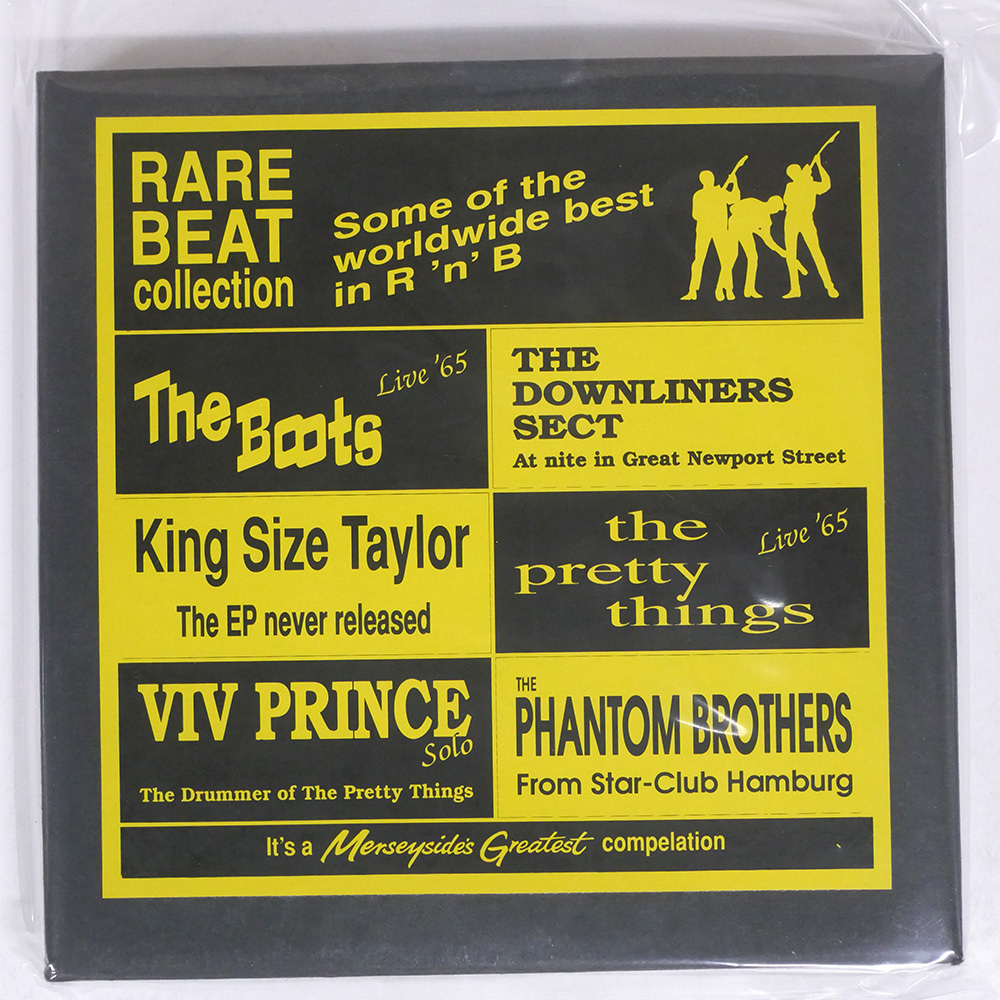 RARE
BEAT
collection
Some of the
worldwide best
in R 'n' B
The Boots
Live '65
THE
DOWNLINERS
SECT
At nite in Great Newport Street
King Size Taylor
The EP never released
the
pretty
things
Live '65
VIV PRINCE
Solo
The Drummer of The Pretty Things
THE
PHANTOM BROTHERS
From Star-Club Hamburg
It's a Merseyside's Greatest compelation